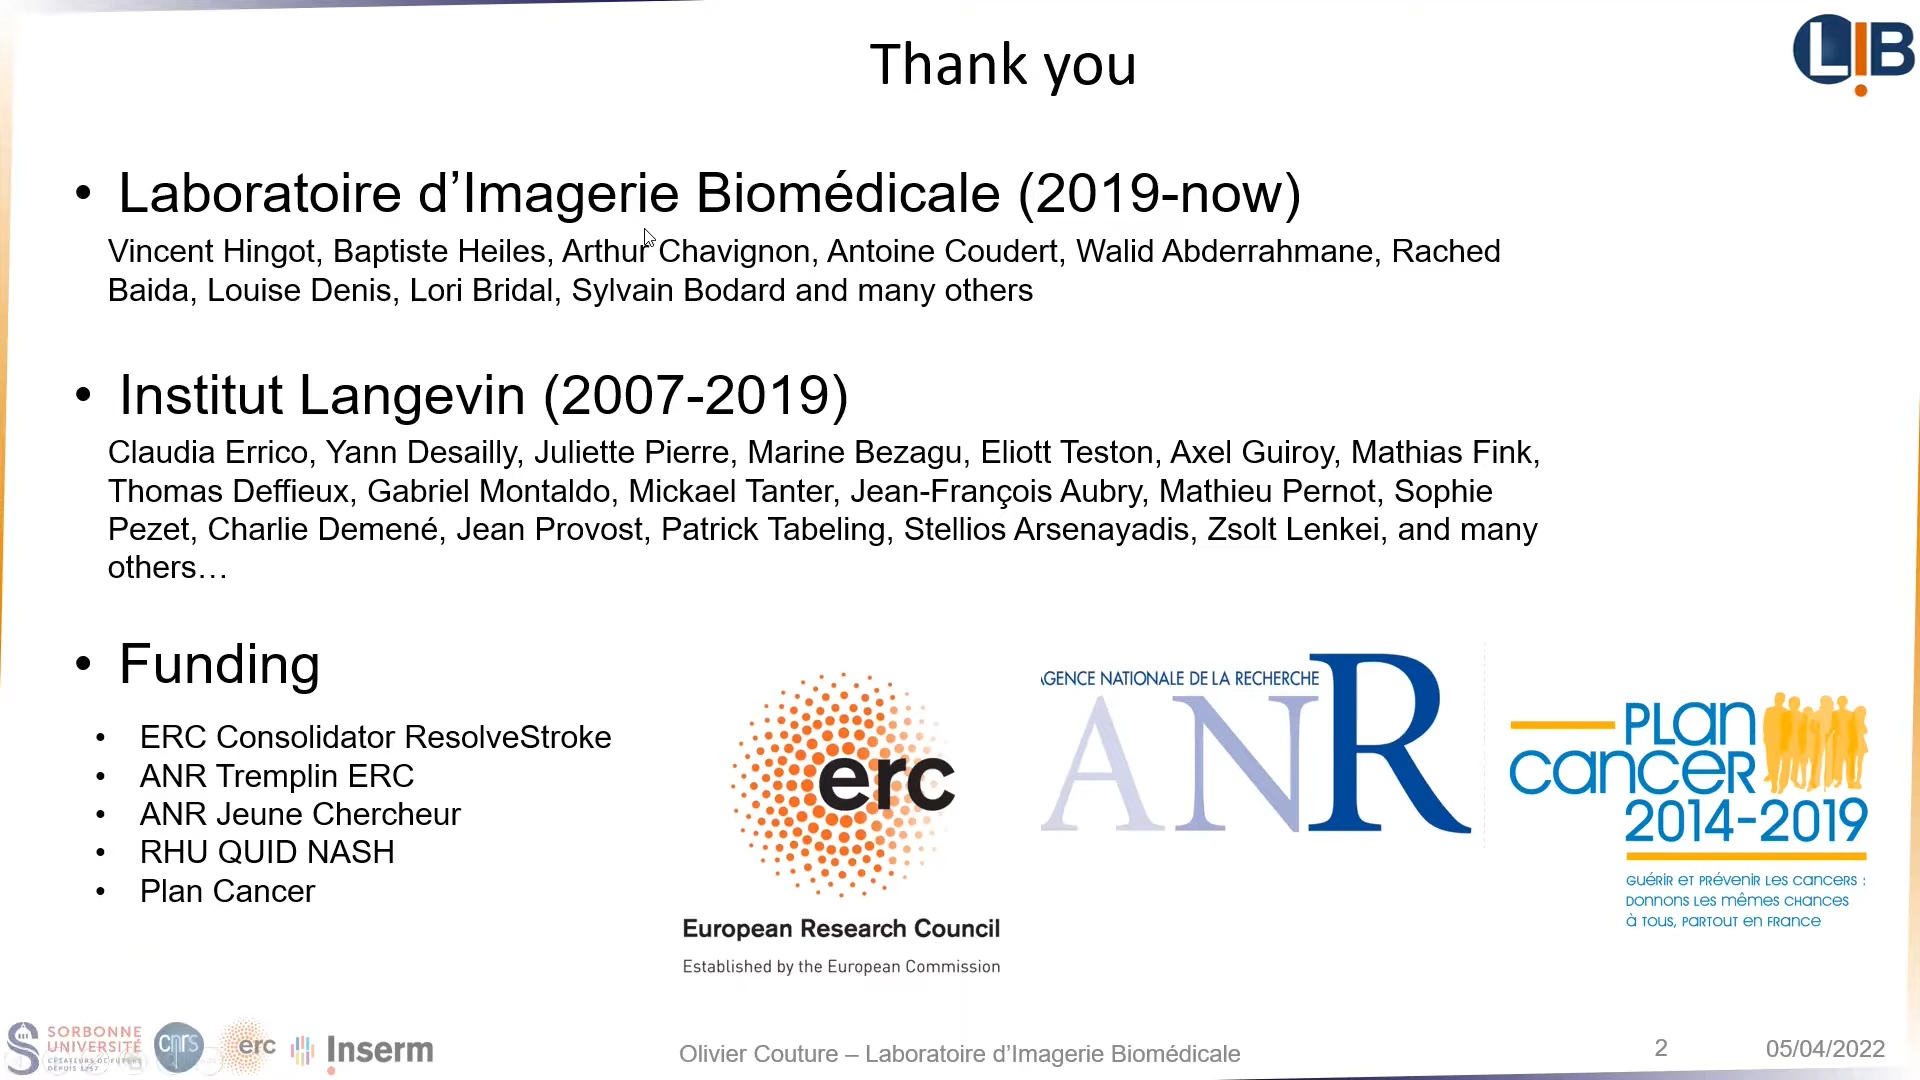 Thank you
LIB
• Laboratoire d’Imagerie Biomédicale (2019-now)
Vincent Hingot, Baptiste Heiles, Arthur Chavignon, Antoine Coudert, Walid Abderrahmane, Rached
Baida, Louise Denis, Lori Bridal, Sylvain Bodard and many others
• Institut Langevin (2007-2019)
Claudia Errico, Yann Desailly, Juliette Pierre, Marine Bezagu, Eliott Teston, Axel Guiroy, Mathias Fink,
Thomas Deffieux, Gabriel Montaldo, Mickael Tanter, Jean-François Aubry, Mathieu Pernot, Sophie
Pezet, Charlie Demené, Jean Provost, Patrick Tabeling, Stellios Arsenayadis, Zsolt Lenkei, and many
others…
• Funding
• ERC Consolidator ResolveStroke
• ANR Tremplin ERC
• ANR Jeune Chercheur
• RHU QUID NASH
• Plan Cancer
erc
European Research Council
Established by the European Commission
AGENCE NATIONALE DE LA RECHERCHE
ANR
PLan
cancer
2014-2019
Guérir et prévenir les cancers :
donnons les mêmes chances
à tous, partout en France
SORBONNE
UNIVERSITÉ
CRÉATEURS DE FUTURS
DEPUIS 1257
cnrs
erc
Inserm
Olivier Couture – Laboratoire d’Imagerie Biomédicale
2
05/04/2022